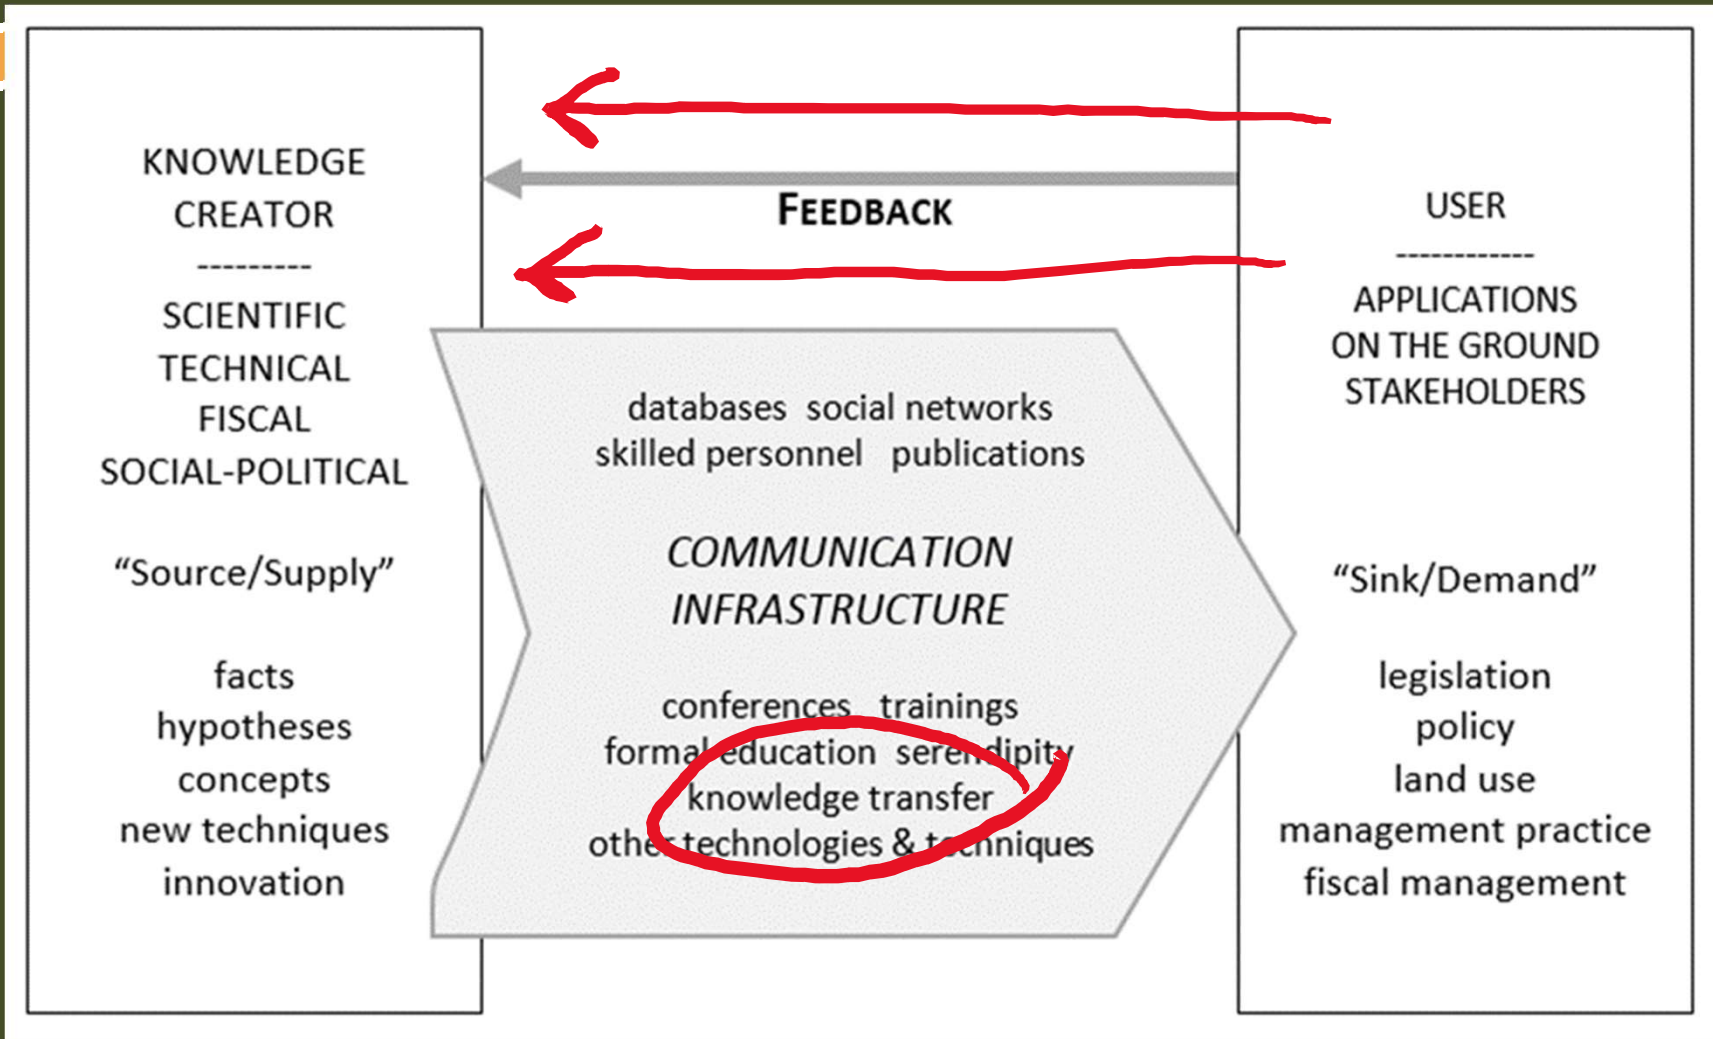 KNOWLEDGE
CREATOR
---------
SCIENTIFIC
TECHNICAL
FISCAL
SOCIAL-POLITICAL
“Source/Supply”
facts
hypotheses
concepts
new techniques
innovation
FEEDBACK
databases social networks
skilled personnel publications
COMMUNICATION
INFRASTRUCTURE
conferences trainings
formal education serendipity
knowledge transfer
other technologies & techniques
USER
------------
APPLICATIONS
ON THE GROUND
STAKEHOLDERS
“Sink/Demand”
legislation
policy
land use
management practice
fiscal management